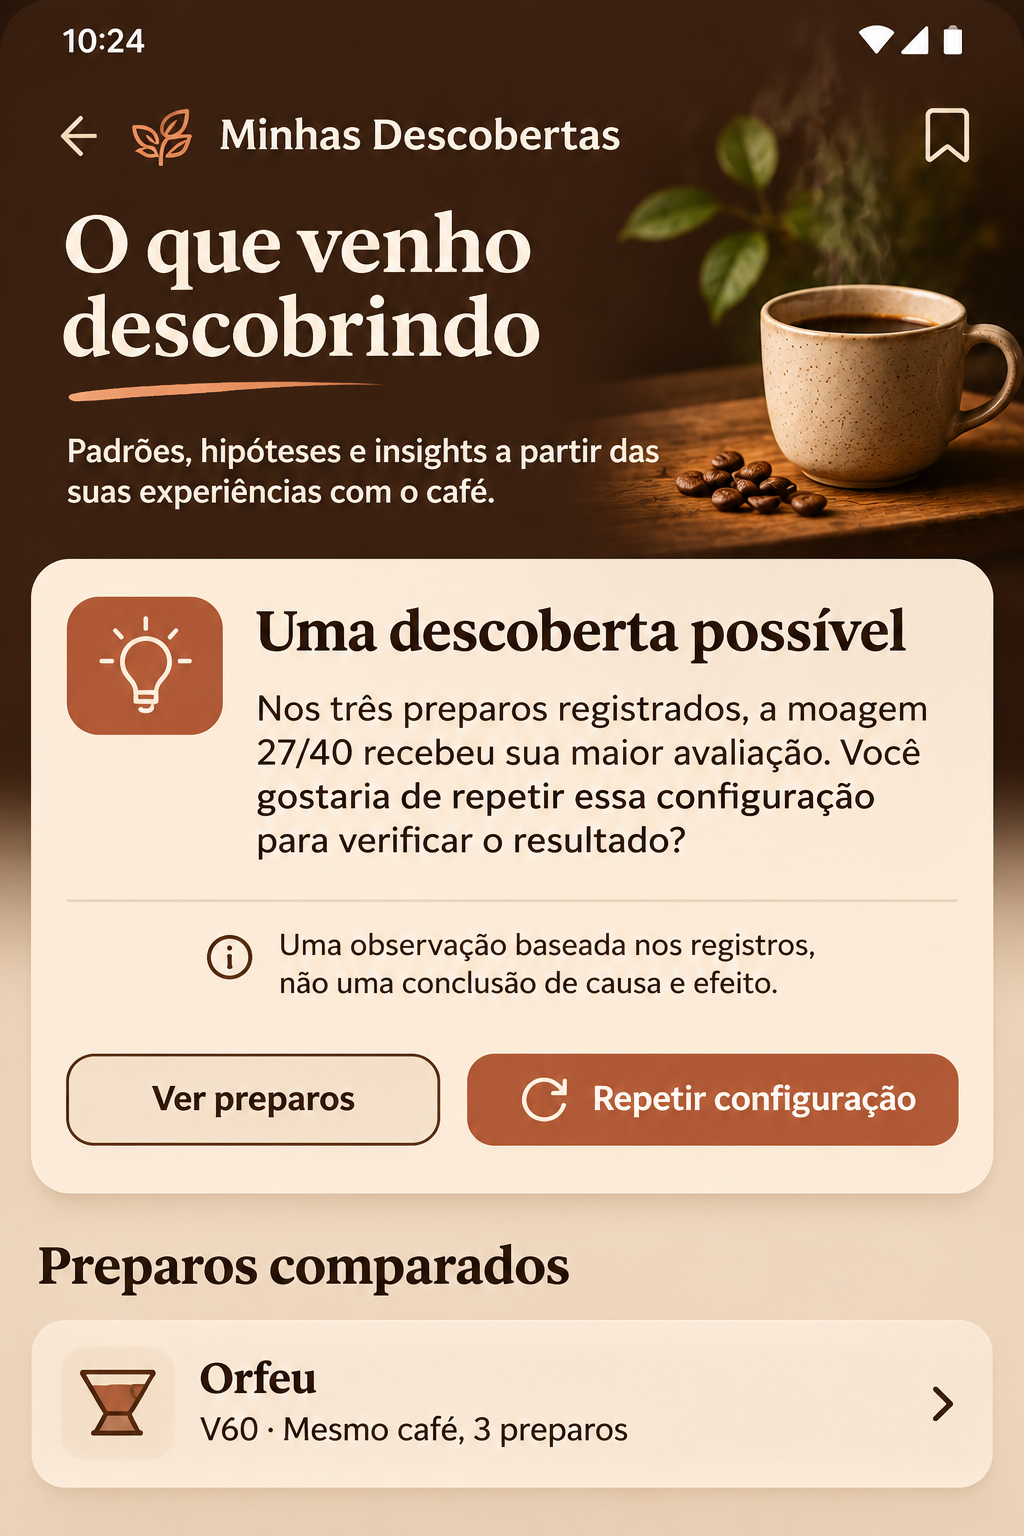 10:24
Minhas Descobertas
O que venho
descobrindo
Padrões, hipóteses e insights a partir das
suas experiências com o café.
Uma descoberta possível
Nos três preparos registrados, a moagem
27/40 recebeu sua maior avaliação. Você
gostaria de repetir essa configuração
para verificar o resultado?
Uma observação baseada nos registros,
não uma conclusão de causa e efeito.
Ver preparos
Repetir configuração
Preparos comparados
Orfeu
V60 · Mesmo café, 3 preparos